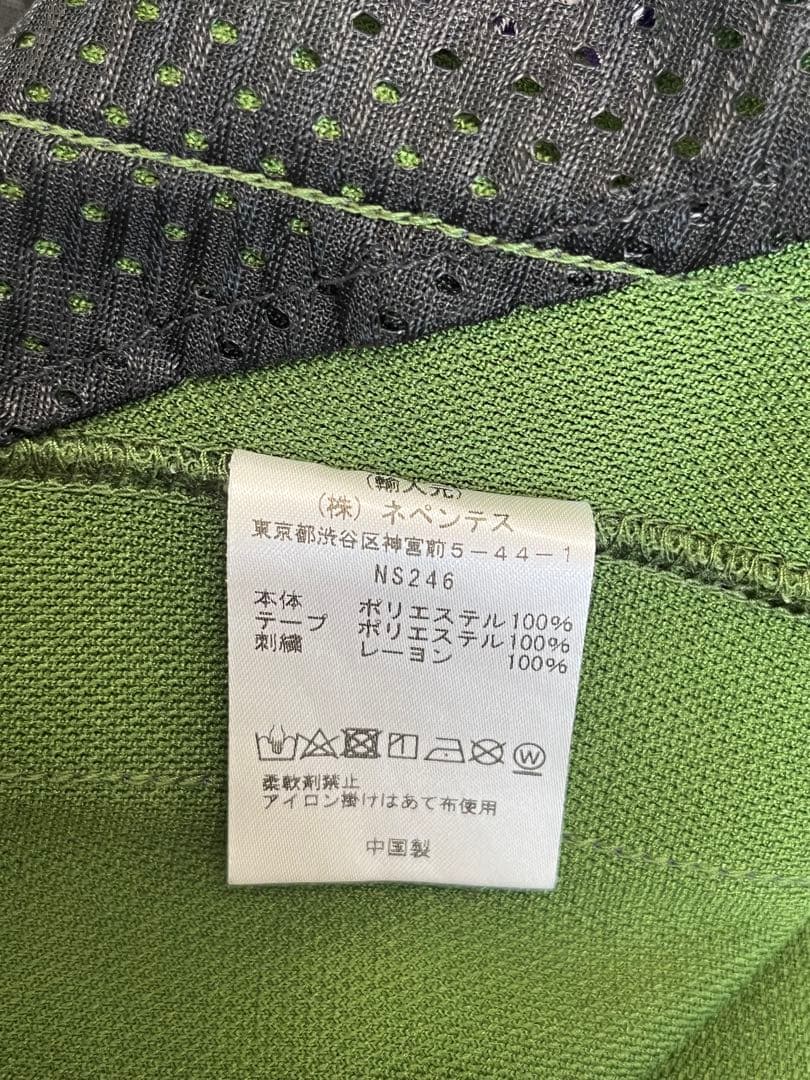 (輸入元)
(株) ネペンテス
東京都渋谷区神宮前5-44-1
NS246
本体 ポリエステル100%
テープ ポリエステル100%
刺繍 レーヨン 100%
柔軟剤禁止
アイロン掛けはあて布使用
中国製